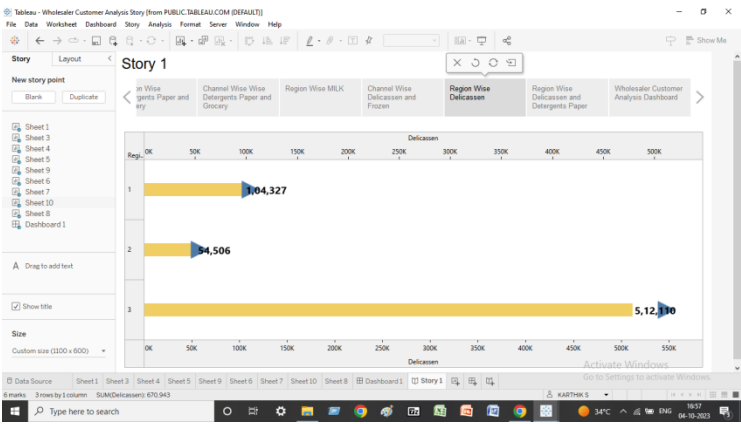 Tableau - Wholesaler Customer Analysis Story [from PUBLIC.TABLEAU.COM (DEFAULT)]
File Data Worksheet Dashboard Story Analysis Format Server Window Help
Show Me
Story Layout
Story 1
New story point
Blank Duplicate
on Wise
gents Paper and
ery
Channel Wise Wise
Detergents Paper and
Grocery
Region Wise MILK
Channel Wise
Delicassen and
Frozen
Region Wise
Delicassen
Region Wise
Delicassen and
Detergents Paper
Wholesaler Customer
Analysis Dashboard
Sheet 1
Sheet 3
Sheet 4
Sheet 5
Sheet 9
Sheet 6
Sheet 7
Sheet 10
Sheet 8
Dashboard 1
A Drag to add text
Show title
Size
Custom size (1100 x 600)
Delicassen
Regi.. 0K 50K 100K 150K 200K 250K 300K 350K 400K 450K 500K
1 1,04,327
2 54,506
3 5,12,110
0K 50K 100K 150K 200K 250K 300K 350K 400K 450K 500K 550K
Delicassen
Activate Windows
Go to Settings to activate Windows.
Data Source Sheet 1 Sheet 3 Sheet 4 Sheet 5 Sheet 9 Sheet 6 Sheet 7 Sheet 10 Sheet 8 Dashboard 1 Story 1
6 marks 3 rows by 1 column SUM(Delicassen): 670,943
KARTHIK S
Type here to search
34°C ENG
16:57
04-10-2023